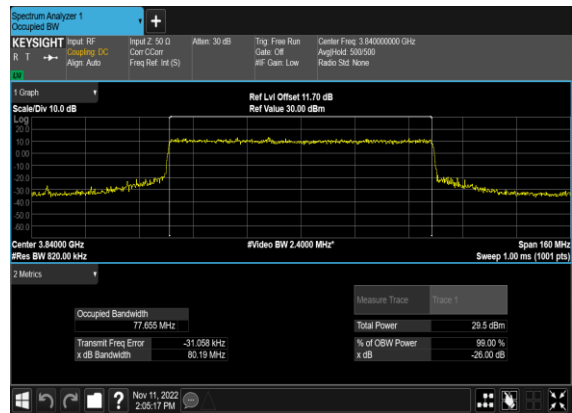 Spectrum Analyzer 1
Occupied BW
+
KEYSIGHT
R T
LW
Input: RF
Coupling: DC
Align: Auto
Input Z: 50 Ω
Corr CCorr
Freq Ref: Int (S)
Atten: 30 dB
Trig: Free Run
Gate: Off
#IF Gain: Low
Center Freq: 3.840000000 GHz
Avg|Hold: 500/500
Radio Std: None
1 Graph
Scale/Div 10.0 dB
Ref Lvl Offset 11.70 dB
Ref Value 30.00 dBm
Log
20.0
10.0
0.00
-10.0
-20.0
-30.0
-40.0
-50.0
-60.0
Center 3.84000 GHz
#Res BW 820.00 kHz
#Video BW 2.4000 MHz*
Span 160 MHz
Sweep 1.00 ms (1001 pts)
2 Metrics
Measure Trace Trace 1
Occupied Bandwidth
77.655 MHz
Total Power 29.5 dBm
Transmit Freq Error -31.058 kHz
% of OBW Power 99.00 %
x dB Bandwidth 80.19 MHz
x dB -26.00 dB
?
Nov 11, 2022
2:05:17 PM